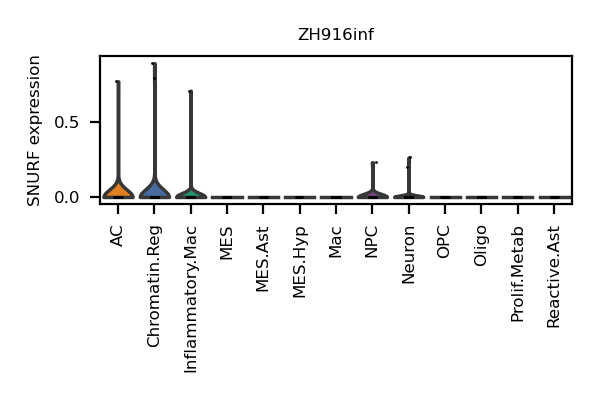 ZH916inf
SNURF expression
0.5
0.0
AC
Chromatin.Reg
Inflammatory.Mac
MES
MES.Ast
MES.Hyp
Mac
NPC
Neuron
OPC
Oligo
Prolif.Metab
Reactive.Ast